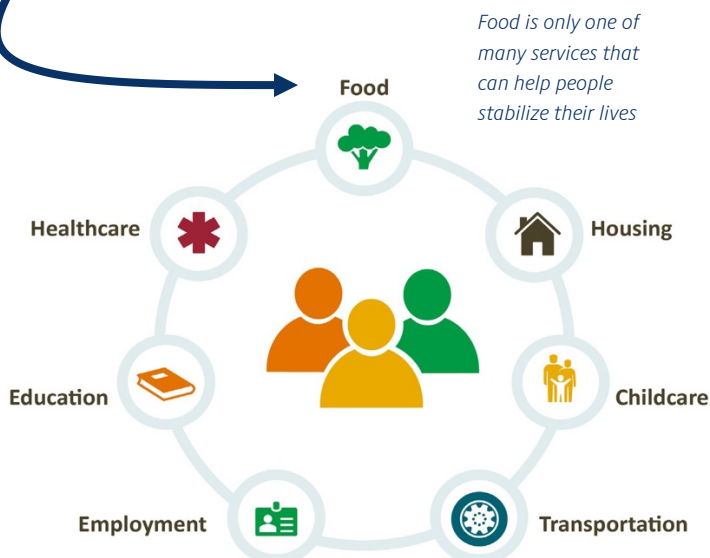 Food is only one of
many services that
can help people
stabilize their lives
Food
Healthcare
Housing
Education
Childcare
Employment
Transportation